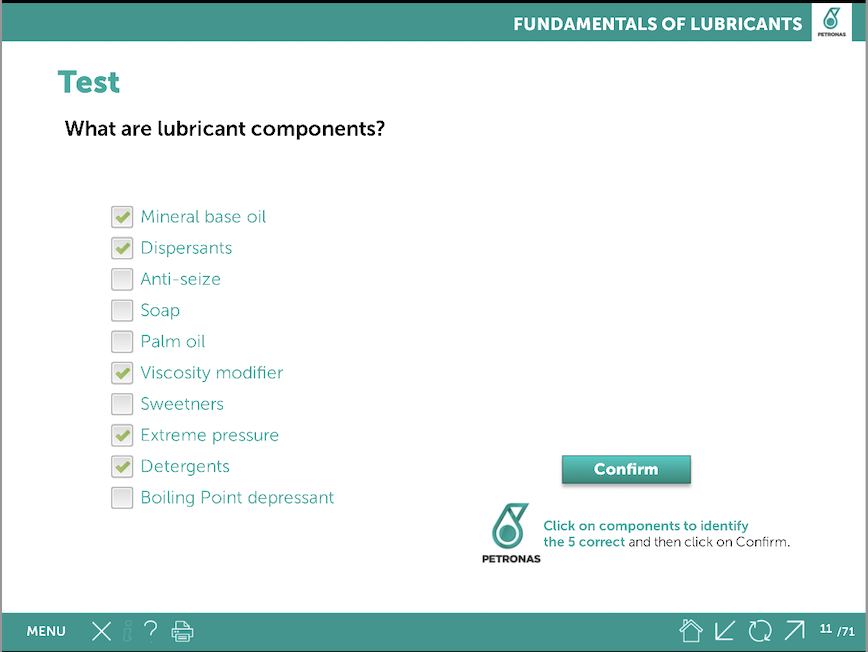 FUNDAMENTALS OF LUBRICANTS
PETRONAS
Test
What are lubricant components?
Mineral base oil
Dispersants
Anti-seize
Soap
Palm oil
Viscosity modifier
Sweetners
Extreme pressure
Detergents
Boiling Point depressant
Confirm
PETRONAS
Click on components to identify
the 5 correct and then click on Confirm.
MENU
11 /71